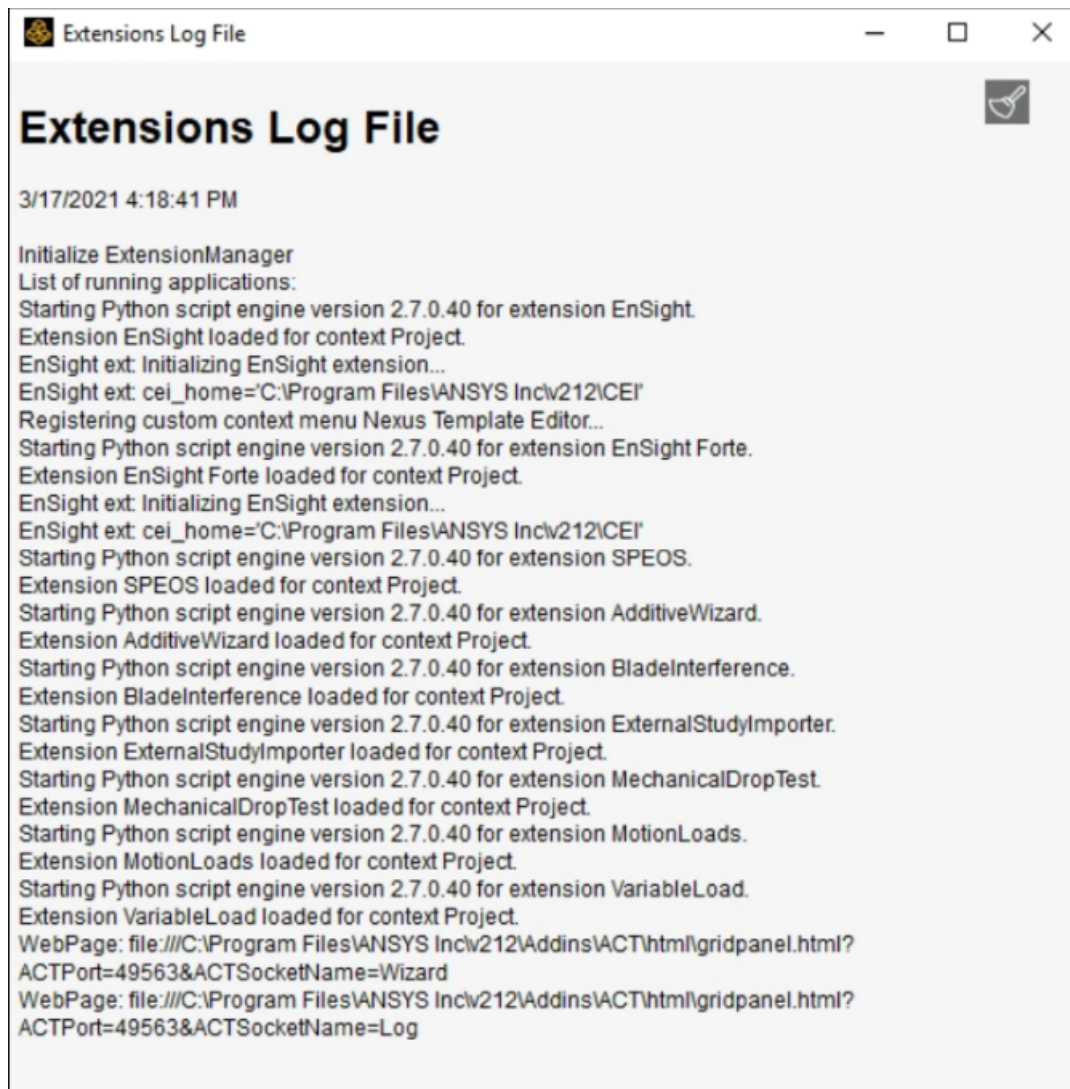 Extensions Log File
Extensions Log File
3/17/2021 4:18:41 PM
Initialize ExtensionManager
List of running applications:
Starting Python script engine version 2.7.0.40 for extension EnSight.
Extension EnSight loaded for context Project.
EnSight ext: Initializing EnSight extension...
EnSight ext: cei_home='C:\Program Files\ANSYS Inc\v212\CEI'
Registering custom context menu Nexus Template Editor...
Starting Python script engine version 2.7.0.40 for extension EnSight Forte.
Extension EnSight Forte loaded for context Project.
EnSight ext: Initializing EnSight extension...
EnSight ext: cei_home='C:\Program Files\ANSYS Inc\v212\CEI'
Starting Python script engine version 2.7.0.40 for extension SPEOS.
Extension SPEOS loaded for context Project.
Starting Python script engine version 2.7.0.40 for extension AdditiveWizard.
Extension AdditiveWizard loaded for context Project.
Starting Python script engine version 2.7.0.40 for extension BladeInterference.
Extension BladeInterference loaded for context Project.
Starting Python script engine version 2.7.0.40 for extension ExternalStudyImporter.
Extension ExternalStudyImporter loaded for context Project.
Starting Python script engine version 2.7.0.40 for extension MechanicalDropTest.
Extension MechanicalDropTest loaded for context Project.
Starting Python script engine version 2.7.0.40 for extension MotionLoads.
Extension MotionLoads loaded for context Project.
Starting Python script engine version 2.7.0.40 for extension VariableLoad.
Extension VariableLoad loaded for context Project.
WebPage: file:///C:\Program Files\ANSYS Inc\v212\Addins\ACT\html\gridpanel.html?
ACTPort=49563&ACTSocketName=Wizard
WebPage: file:///C:\Program Files\ANSYS Inc\v212\Addins\ACT\html\gridpanel.html?
ACTPort=49563&ACTSocketName=Log